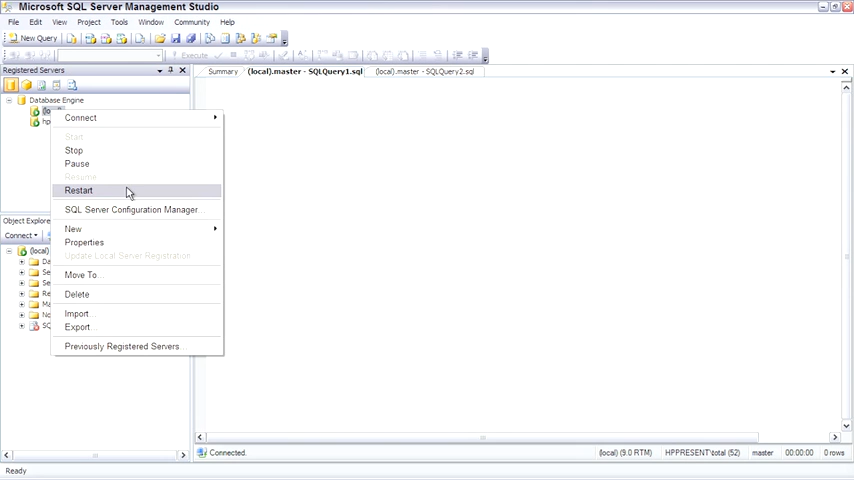 Microsoft SQL Server Management Studio
File Edit View Project Tools Window Community Help
New Query
Execute
Registered Servers
Summary (local).master - SQLQuery1.sql (local).master - SQLQuery2.sql
Database Engine
Connect
Start
Stop
Pause
Resume
Restart
SQL Server Configuration Manager...
New
Properties
Update Local Server Registration
Move To...
Delete
Import...
Export...
Previously Registered Servers...
Object Explorer
Connect
(local)
Connected.
(local) (9.0 RTM) HPPRESENT\total (52) master 00:00:00 0 rows
Ready